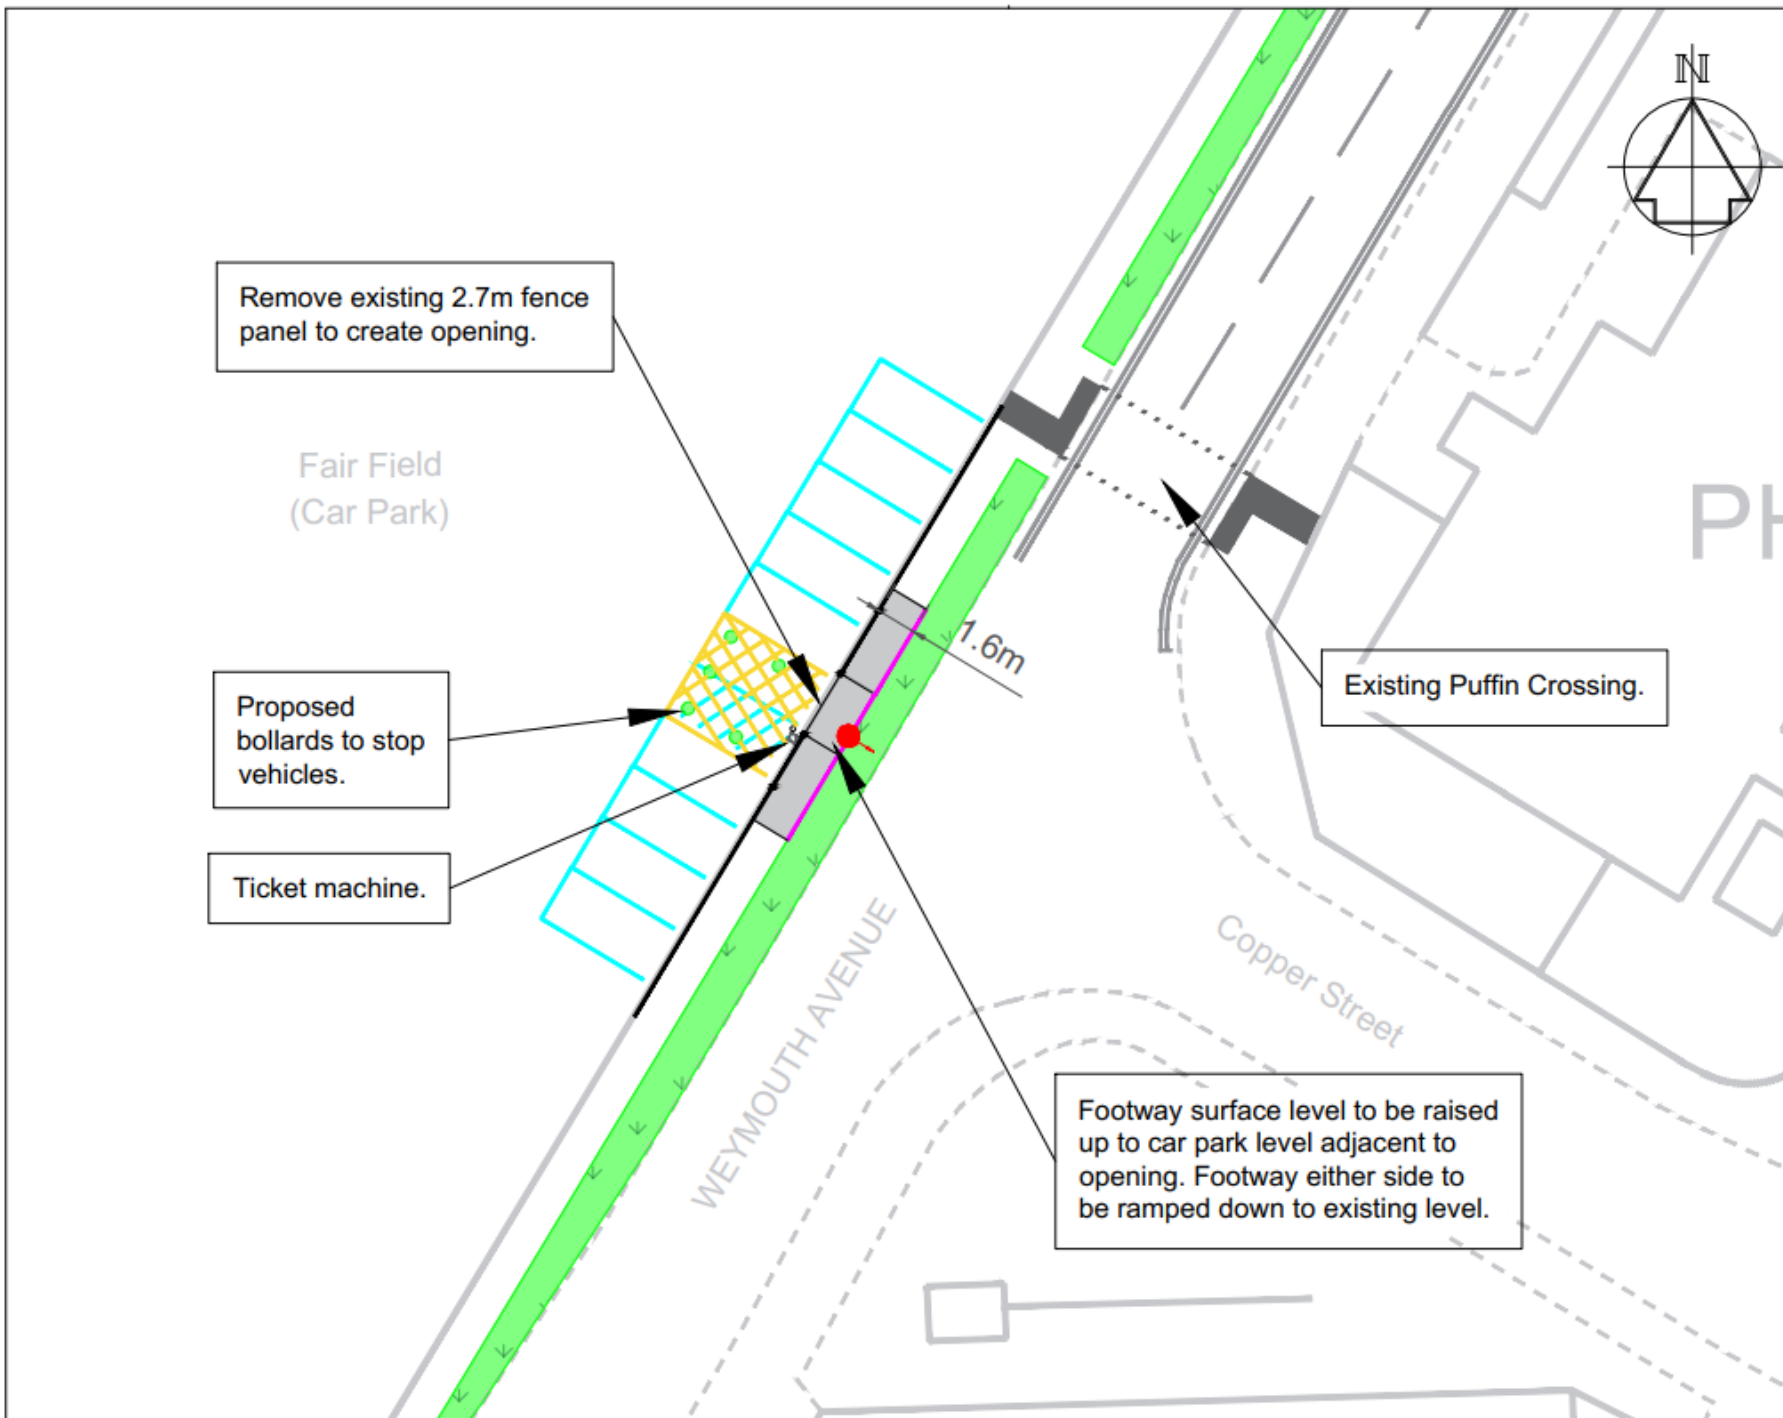 N
Remove existing 2.7m fence
panel to create opening.
Fair Field
(Car Park)
PH
1.6m
Existing Puffin Crossing.
Proposed
bollards to stop
vehicles.
Ticket machine.
WEYMOUTH AVENUE
Copper Street
Footway surface level to be raised
up to car park level adjacent to
opening. Footway either side to
be ramped down to existing level.